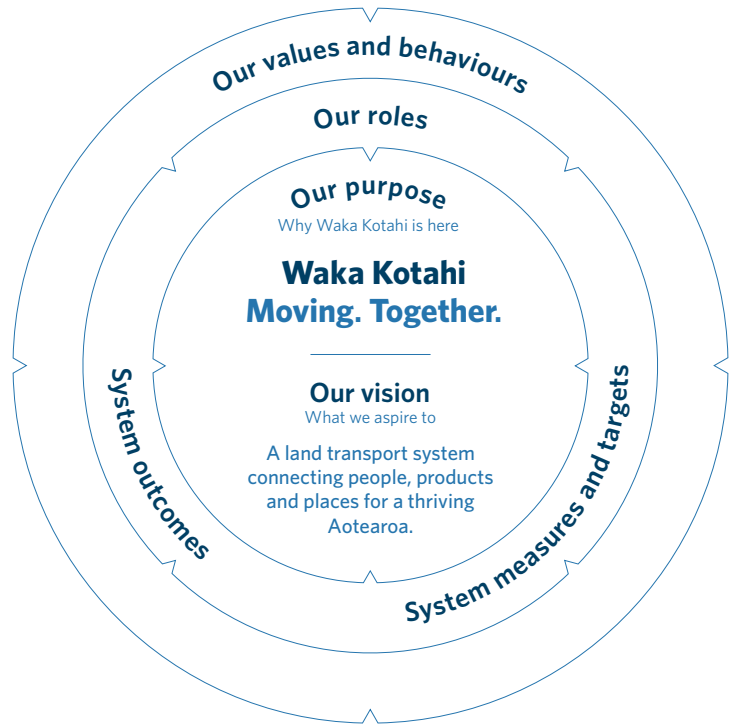 Our values and behaviours
Our roles
Our purpose
Why Waka Kotahi is here
Waka Kotahi
Moving. Together.
Our vision
What we aspire to
A land transport system
connecting people, products
and places for a thriving
Aotearoa.
System outcomes
System measures and targets